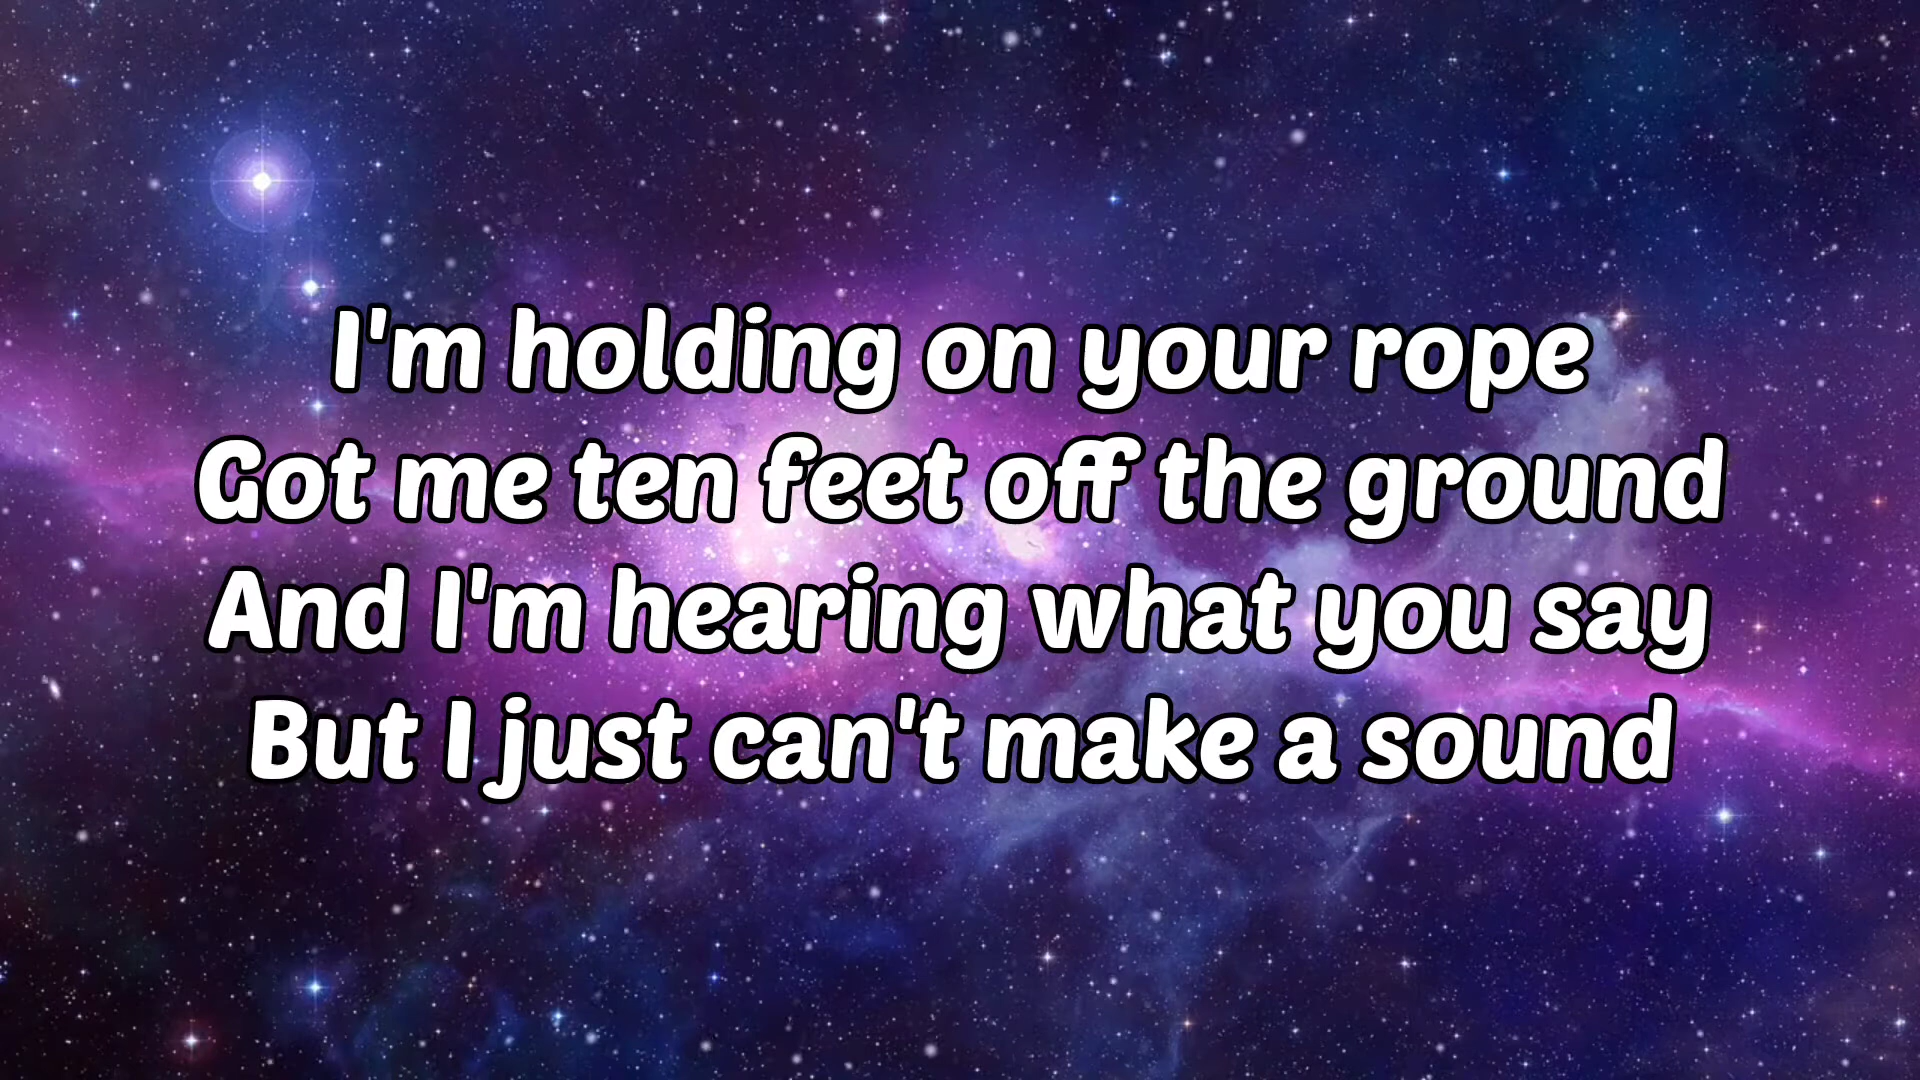 I'm holding on your rope
Got me ten feet off the ground
And I'm hearing what you say
But I just can't make a sound